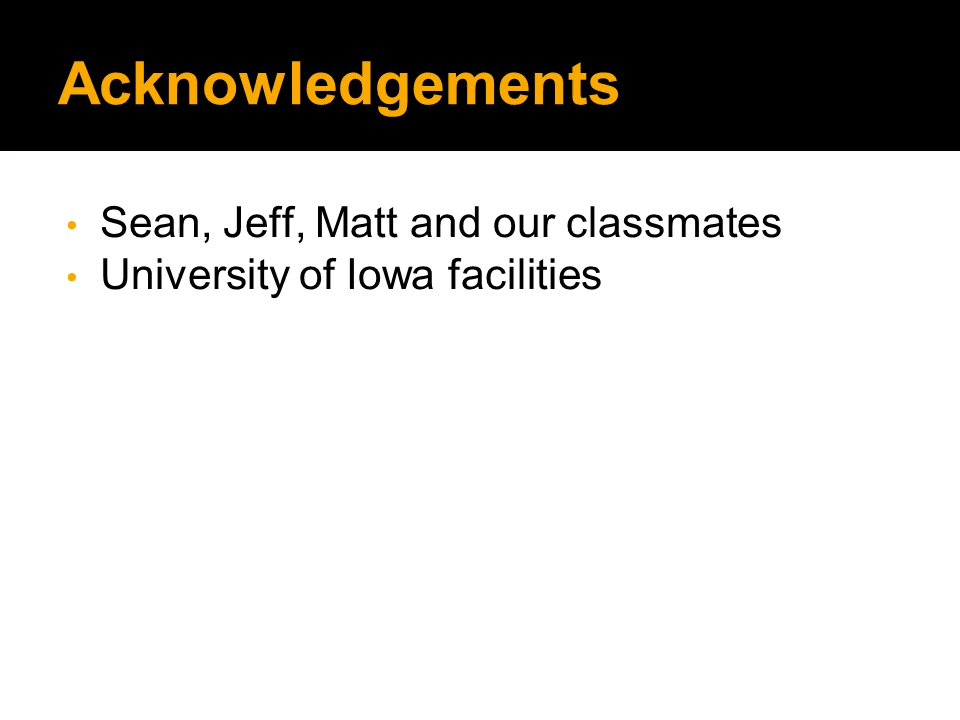 Acknowledgements
• Sean, Jeff, Matt and our classmates
• University of Iowa facilities